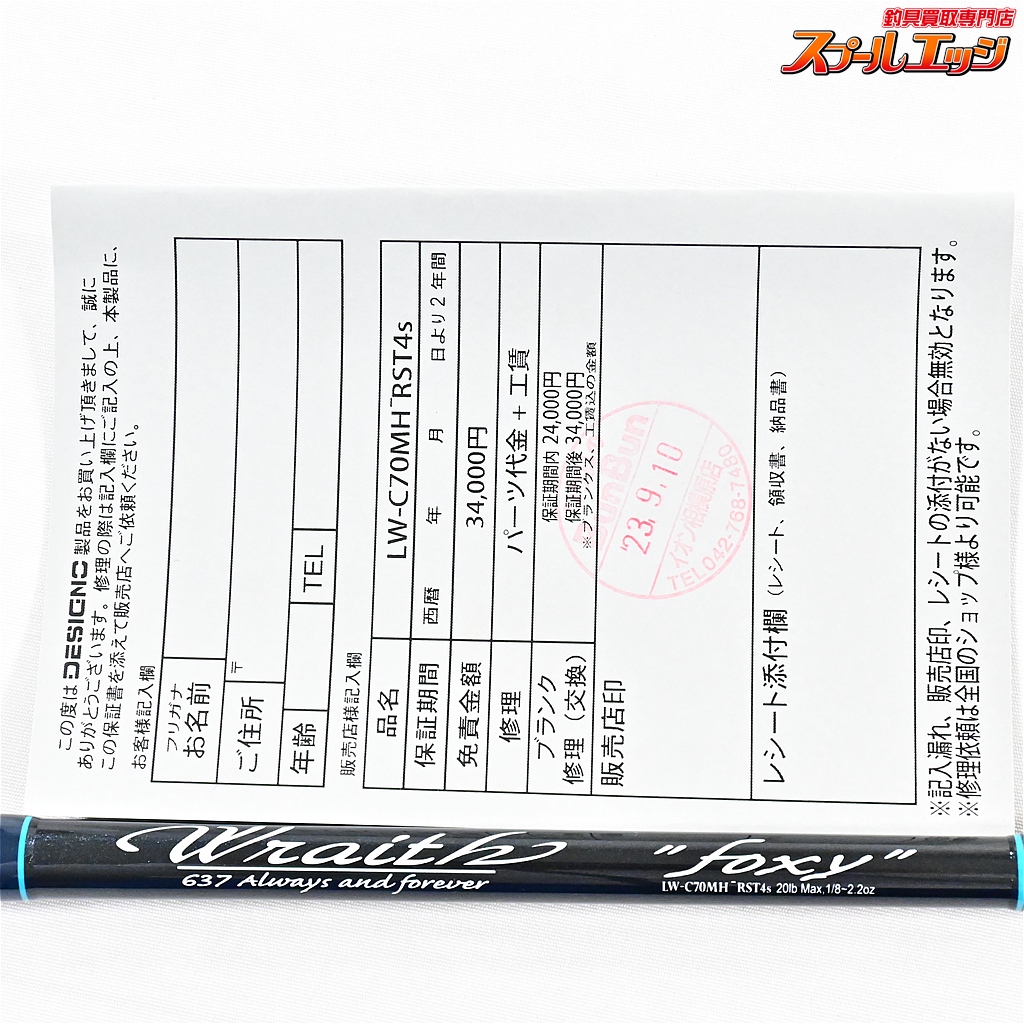 釣具買取専門店
スプールエッジ
この度はDESIGNO製品をお買い上げ頂きまして、誠に
ありがとうございます。修理の際は記入欄にご記入の上、本製品に、
この保証書を添えて販売店へご依頼ください。
お客様記入欄
フリガナ
お名前
ご住所 〒
年齢 TEL
販売店様記入欄
品名 LW-C70MH⁻RST4s
保証期間 西暦 年 月 日より2年間
免責金額 34,000円
修理 パーツ代金 + 工賃
ブランク
修理（交換）
保証期間内 24,000円
保証期間後 34,000円
※ブランクス、工賃込の金額
販売店印
BunBun
'23.9.10
イオン相模原店
TEL042-768-7480
レシート添付欄（レシート、領収書、納品書）
※記入漏れ、販売店印、レシートの添付がない場合無効となります。
※修理依頼は全国のショップ様より可能です。
Wraith
637 Always and forever
"foxy"
LW-C70MH⁻RST4s 20lb Max,1/8~2.2oz